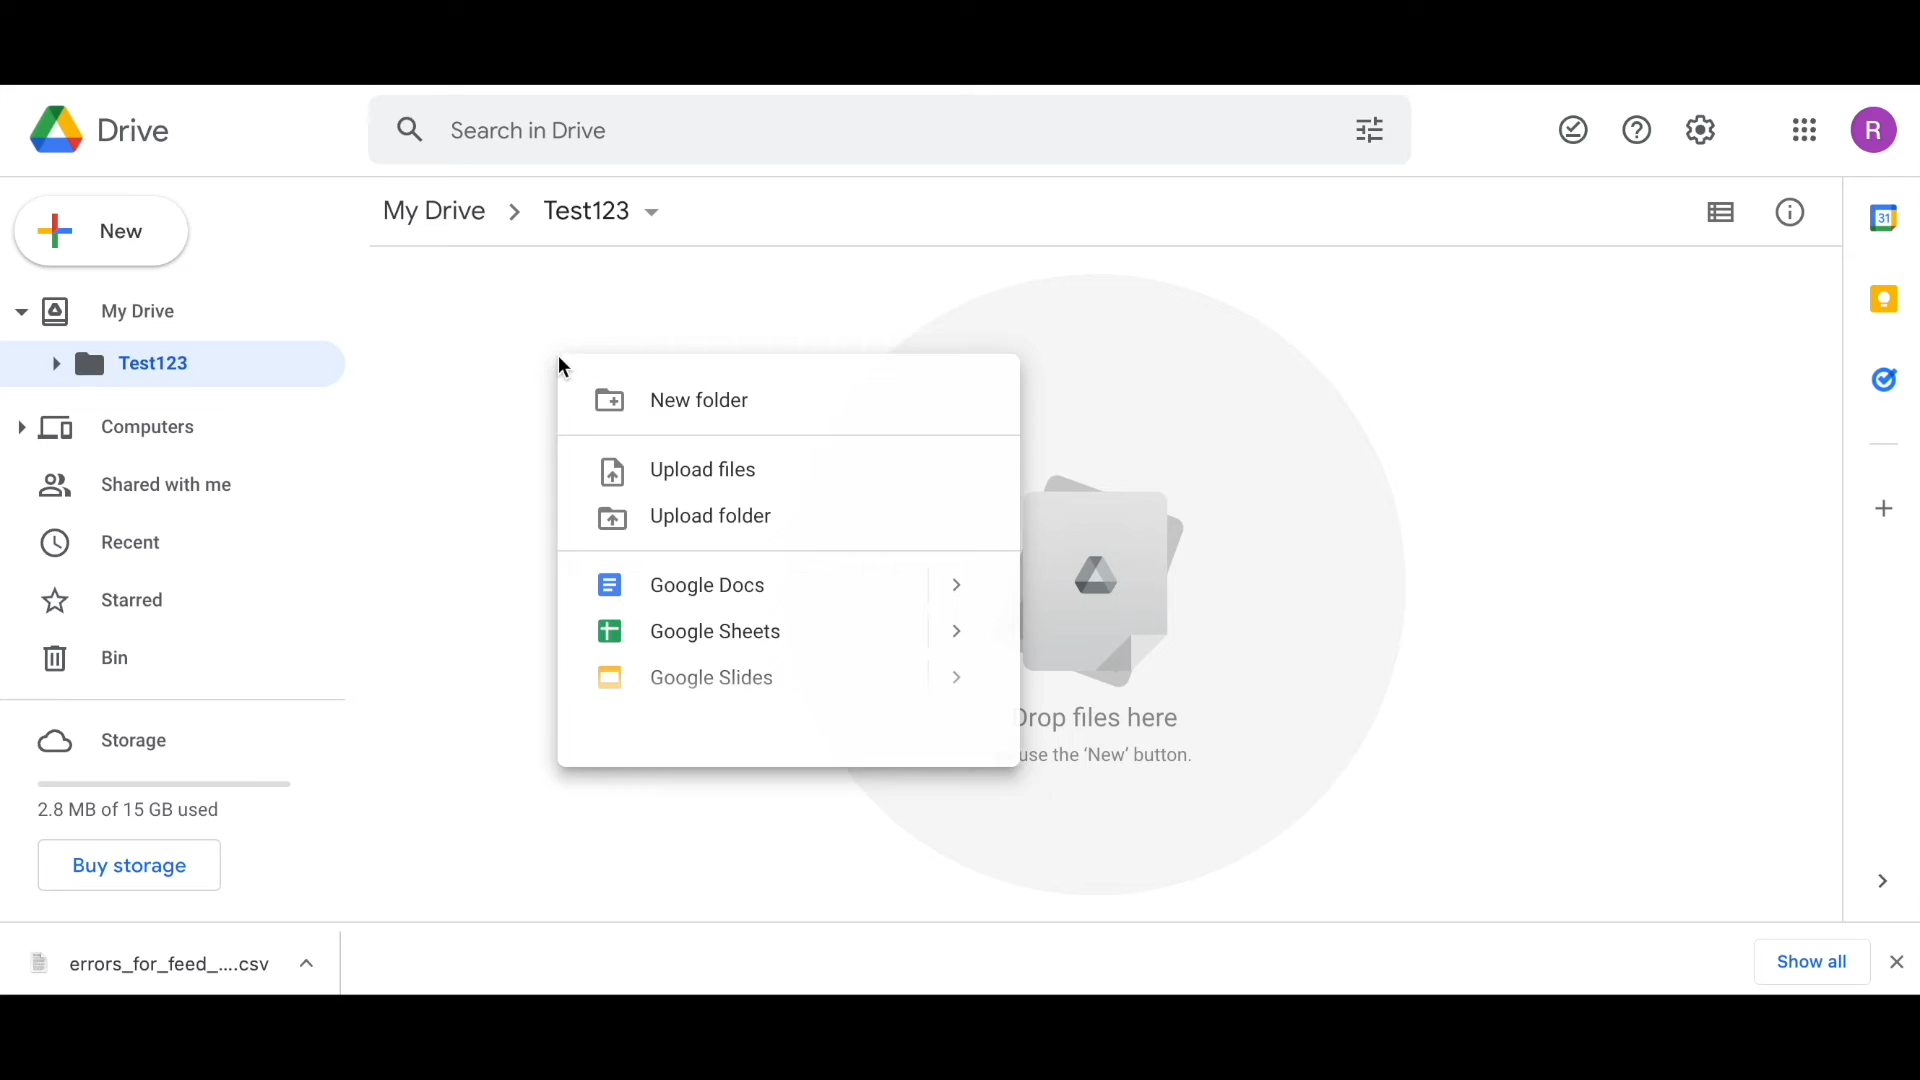 Drive
Search in Drive
R
New
My Drive
Test123
31
My Drive
Test123
Computers
Shared with me
Recent
Starred
Bin
Storage
2.8 MB of 15 GB used
Buy storage
New folder
Upload files
Upload folder
Google Docs
Google Sheets
Google Slides
Drop files here
use the ‘New’ button.
errors_for_feed_....csv
Show all